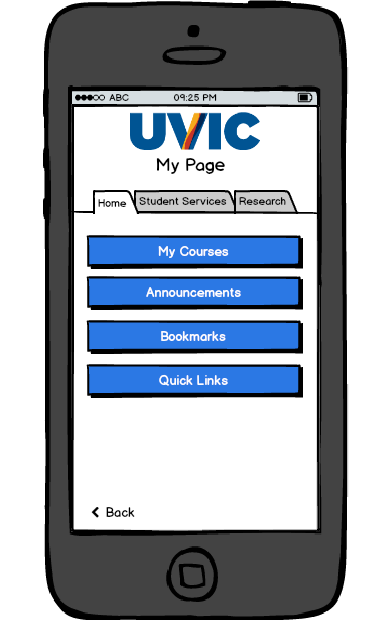 ABC 09:25 PM
UVIC
My Page
Home Student Services Research
My Courses
Announcements
Bookmarks
Quick Links
Back